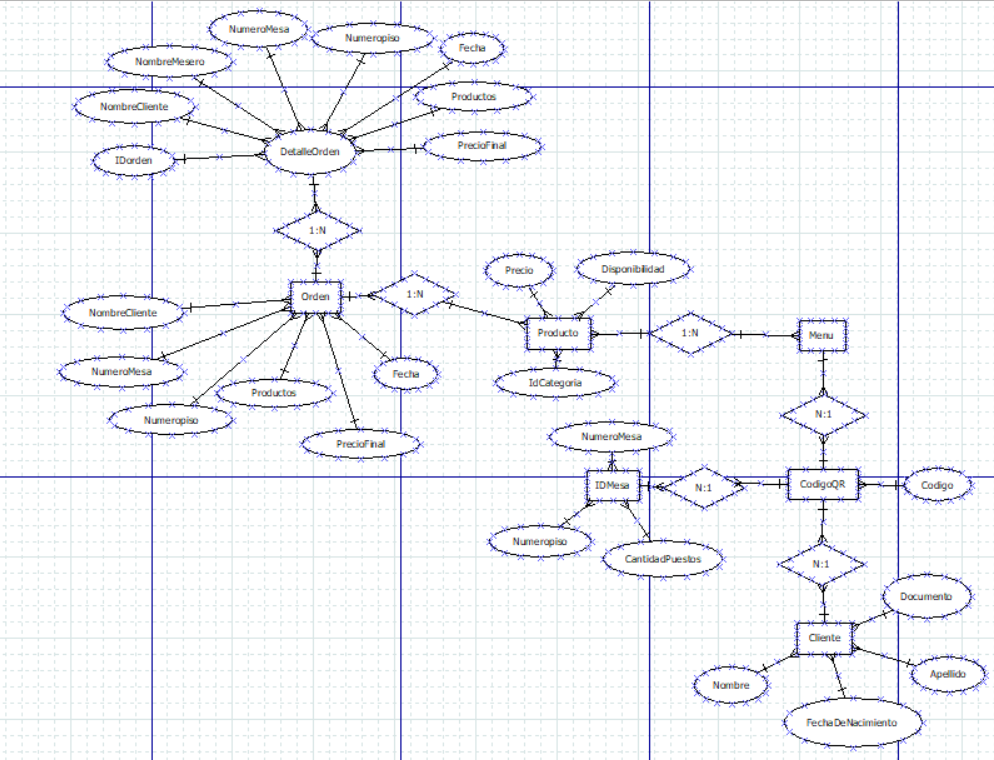 NumeroMesa
Numeropiso
Fecha
NombreMesero
Productos
NombreCliente
PrecioFinal
IDorden
DetalleOrden
1:N
Precio
Disponibilidad
Orden
1:N
NombreCliente
Producto
1:N
Menu
NumeroMesa
Fecha
IdCategoria
Productos
Numeropiso
N:1
PrecioFinal
NumeroMesa
IDMesa
N:1
CodigoQR
Codigo
Numeropiso
CantidadPuestos
N:1
Documento
Cliente
Nombre
Apellido
FechaDeNacimiento